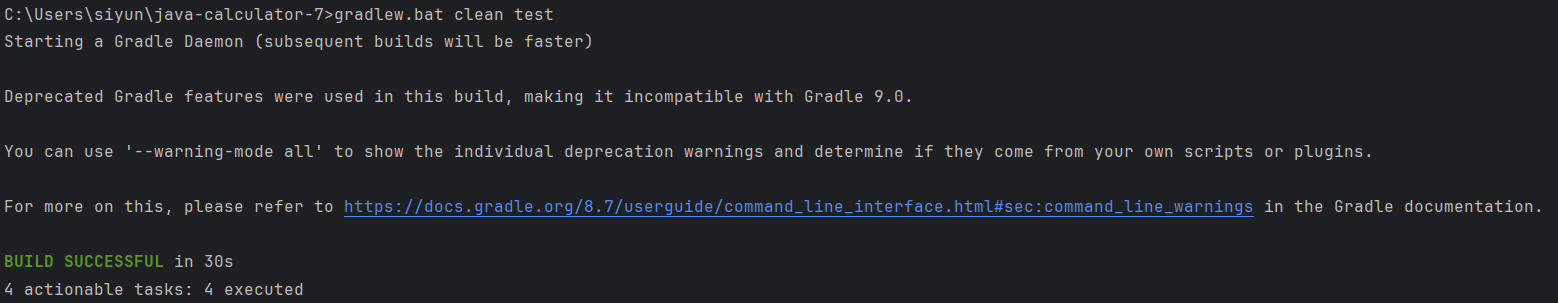 C:\Users\siyun\java-calculator-7>gradlew.bat clean test
Starting a Gradle Daemon (subsequent builds will be faster)
Deprecated Gradle features were used in this build, making it incompatible with Gradle 9.0.
You can use '--warning-mode all' to show the individual deprecation warnings and determine if they come from your own scripts or plugins.
For more on this, please refer to https://docs.gradle.org/8.7/userguide/command_line_interface.html#sec:command_line_warnings in the Gradle documentation.
BUILD SUCCESSFUL in 30s
4 actionable tasks: 4 executed